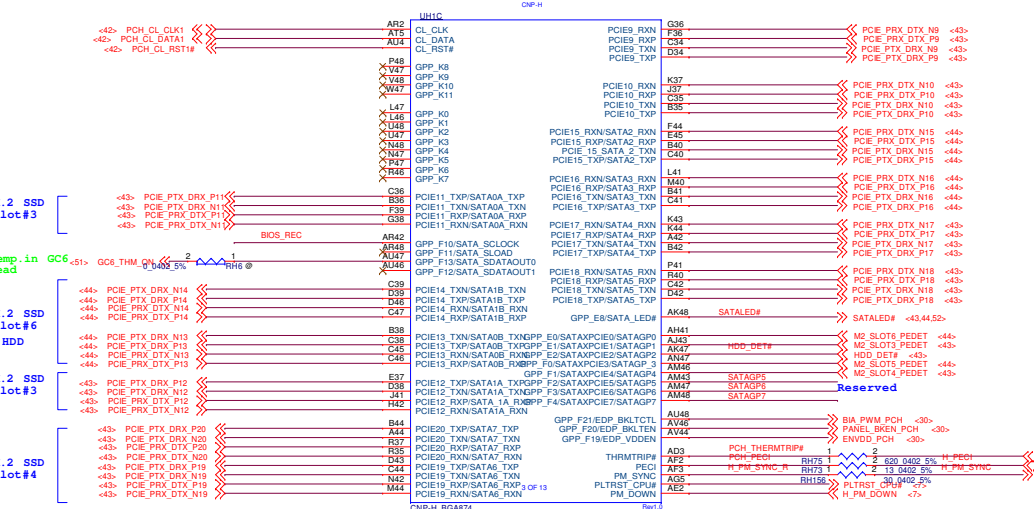 CNP-H
UH1C
<42> PCH_CL_CLK1 AR2 CL_CLK PCIE9_RXN G36 PCIE_PRX_DTX_N9 <43>
<42> PCH_CL_DATA1 AT5 CL_DATA PCIE9_RXP F36 PCIE_PRX_DTX_P9 <43>
<42> PCH_CL_RST1# AU4 CL_RST# PCIE9_TXN C34 PCIE_PTX_DRX_N9 <43>
PCIE9_TXP D34 PCIE_PTX_DRX_P9 <43>
P48 GPP_K8
V47 GPP_K9
V48 GPP_K10 PCIE10_RXN K37 PCIE_PRX_DTX_N10 <43>
W47 GPP_K11 PCIE10_RXP J37 PCIE_PRX_DTX_P10 <43>
PCIE10_TXN C35 PCIE_PTX_DRX_N10 <43>
L47 GPP_K0 PCIE10_TXP B35 PCIE_PTX_DRX_P10 <43>
L46 GPP_K1
U48 GPP_K2 PCIE15_RXN/SATA2_RXN F44 PCIE_PRX_DTX_N15 <44>
U47 GPP_K3 PCIE15_RXP/SATA2_RXP E45 PCIE_PRX_DTX_P15 <44>
N48 GPP_K4 PCIE_15_SATA_2_TXN B40 PCIE_PTX_DRX_N15 <44>
N47 GPP_K5 PCIE15_TXP/SATA2_TXP C40 PCIE_PTX_DRX_P15 <44>
P47 GPP_K6
R46 GPP_K7 PCIE16_RXN/SATA3_RXN L41 PCIE_PRX_DTX_N16 <44>
PCIE16_RXP/SATA3_RXP M40 PCIE_PRX_DTX_P16 <44>
.2 SSD
lot#3
<43> PCIE_PTX_DRX_P11 C36 PCIE11_TXP/SATA0A_TXP PCIE16_TXN/SATA3_TXN B41 PCIE_PTX_DRX_N16 <44>
<43> PCIE_PTX_DRX_N11 B36 PCIE11_TXN/SATA0A_TXN PCIE16_TXP/SATA3_TXP C41 PCIE_PTX_DRX_P16 <44>
<43> PCIE_PRX_DTX_P11 F39 PCIE11_RXP/SATA0A_RXP
<43> PCIE_PRX_DTX_N11 G38 PCIE11_RXN/SATA0A_RXN PCIE17_RXN/SATA4_RXN K43 PCIE_PRX_DTX_N17 <44>
PCIE17_RXP/SATA4_RXP K44 PCIE_PRX_DTX_P17 <44>
BIOS_REC AR42 GPP_F10/SATA_SCLOCK PCIE17_TXN/SATA4_TXN A42 PCIE_PTX_DRX_N17 <44>
AR48 GPP_F11/SATA_SLOAD PCIE17_TXP/SATA4_TXP B42 PCIE_PTX_DRX_P17 <44>
emp.in GC6
ead
<51> GC6_THM_ON 2 1 0_0402_5% RH6 @ AU47 GPP_F13/SATA_SDATAOUT0
AU46 GPP_F12/SATA_SDATAOUT1 PCIE18_RXN/SATA5_RXN P41 PCIE_PRX_DTX_N18 <44>
PCIE18_RXP/SATA5_RXP R40 PCIE_PRX_DTX_P18 <44>
<44> PCIE_PTX_DRX_N14 C39 PCIE14_TXN/SATA1B_TXN PCIE18_TXN/SATA5_TXN C42 PCIE_PTX_DRX_N18 <44>
<44> PCIE_PTX_DRX_P14 D39 PCIE14_TXP/SATA1B_TXP PCIE18_TXP/SATA5_TXP D42 PCIE_PTX_DRX_P18 <44>
<44> PCIE_PRX_DTX_N14 D46 PCIE14_RXN/SATA1B_RXN
<44> PCIE_PRX_DTX_P14 C47 PCIE14_RXP/SATA1B_RXP GPP_E8/SATA_LED# AK48 SATALED# SATALED# <43,44,52>
.2 SSD
lot#6
HDD
<44> PCIE_PTX_DRX_N13 B38 PCIE13_TXN/SATA0B_TXN GPP_E0/SATAXPCIE0/SATAGP0 AH41 M2_SLOT6_PEDET <44>
<44> PCIE_PTX_DRX_P13 C38 PCIE13_TXP/SATA0B_TXP GPP_E1/SATAXPCIE1/SATAGP1 AJ43 M2_SLOT3_PEDET <43>
<44> PCIE_PRX_DTX_N13 C45 PCIE13_RXN/SATA0B_RXN GPP_E2/SATAXPCIE2/SATAGP2 AK47 HDD_DET# HDD_DET# <43>
<44> PCIE_PRX_DTX_P13 C46 PCIE13_RXP/SATA0B_RXP GPP_F0/SATAXPCIE3/SATAGP_3 AN47 M2_SLOT5_PEDET <44>
GPP_F1/SATAXPCIE4/SATAGP4 AM46 M2_SLOT4_PEDET <43>
.2 SSD
lot#3
<43> PCIE_PTX_DRX_P12 E37 PCIE12_TXP/SATA1A_TXP GPP_F2/SATAXPCIE5/SATAGP5 AM43 SATAGP5
<43> PCIE_PTX_DRX_N12 D38 PCIE12_TXN/SATA1A_TXN GPP_F3/SATAXPCIE6/SATAGP6 AM47 SATAGP6 Reserved
<43> PCIE_PRX_DTX_P12 J41 PCIE12_RXP/SATA_1A_RXP GPP_F4/SATAXPCIE7/SATAGP7 AM48 SATAGP7
<43> PCIE_PRX_DTX_N12 H42 PCIE12_RXN/SATA1A_RXN
GPP_F21/EDP_BKLTCTL AU48 BIA_PWM_PCH <30>
<43> PCIE_PTX_DRX_P20 B44 PCIE20_TXP/SATA7_TXP GPP_F20/EDP_BKLTEN AV46 PANEL_BKEN_PCH <30>
<43> PCIE_PTX_DRX_N20 A44 PCIE20_TXN/SATA7_TXN GPP_F19/EDP_VDDEN AV44 ENVDD_PCH <30>
<43> PCIE_PRX_DTX_P20 R37 PCIE20_RXP/SATA7_RXP
<43> PCIE_PRX_DTX_N20 R35 PCIE20_RXN/SATA7_RXN THRMTRIP# AD3 PCH_THERMTRIP# RH75 1 2 620_0402_5%
.2 SSD
lot#4
<43> PCIE_PTX_DRX_P19 D43 PCIE19_TXP/SATA6_TXP PECI AF2 PCH_PECI RH73 1 2 13_0402_5% H_PECI
<43> PCIE_PTX_DRX_N19 C44 PCIE19_TXN/SATA6_TXN PM_SYNC AF3 H_PM_SYNC_R RH156 1 2 30_0402_5% H_PM_SYNC
<43> PCIE_PRX_DTX_P19 N42 PCIE19_RXP/SATA6_RXP 3 OF 13 PLTRST_CPU# AG5 PLTRST_CPU# <7>
<43> PCIE_PRX_DTX_N19 M44 PCIE19_RXN/SATA6_RXN PM_DOWN AE2 H_PM_DOWN <7>
CNP-H_BGA874 Rev1.0